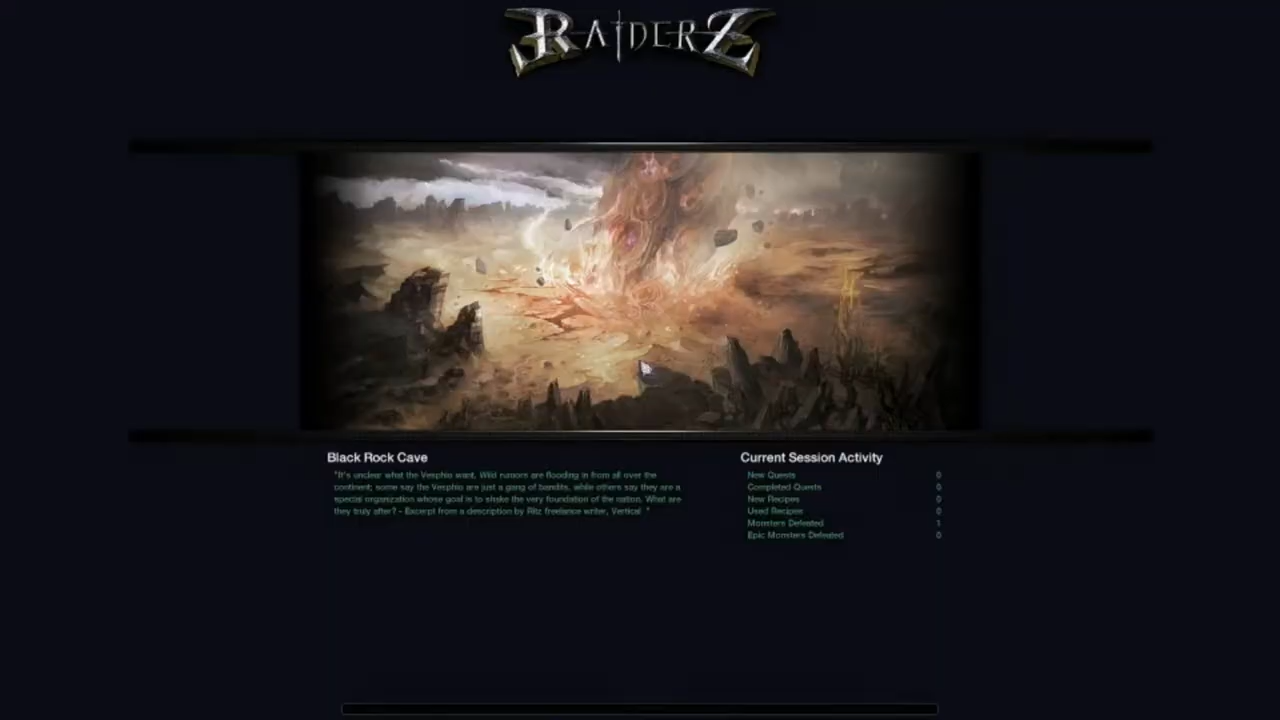 RAIDERZ
Black Rock Cave
"It's unclear what the Vesphio want. Wild rumors are flooding in from all over the
continent; some say the Vesphio are just a gang of bandits, while others say they are a
special organization whose goal is to shake the very foundation of the nation. What are
they truly after? - Excerpt from a description by Ritz freelance writer, Vertical "
Current Session Activity
New Quests 0
Completed Quests 0
New Recipes 0
Used Recipes 0
Monsters Defeated 1
Epic Monsters Defeated 0